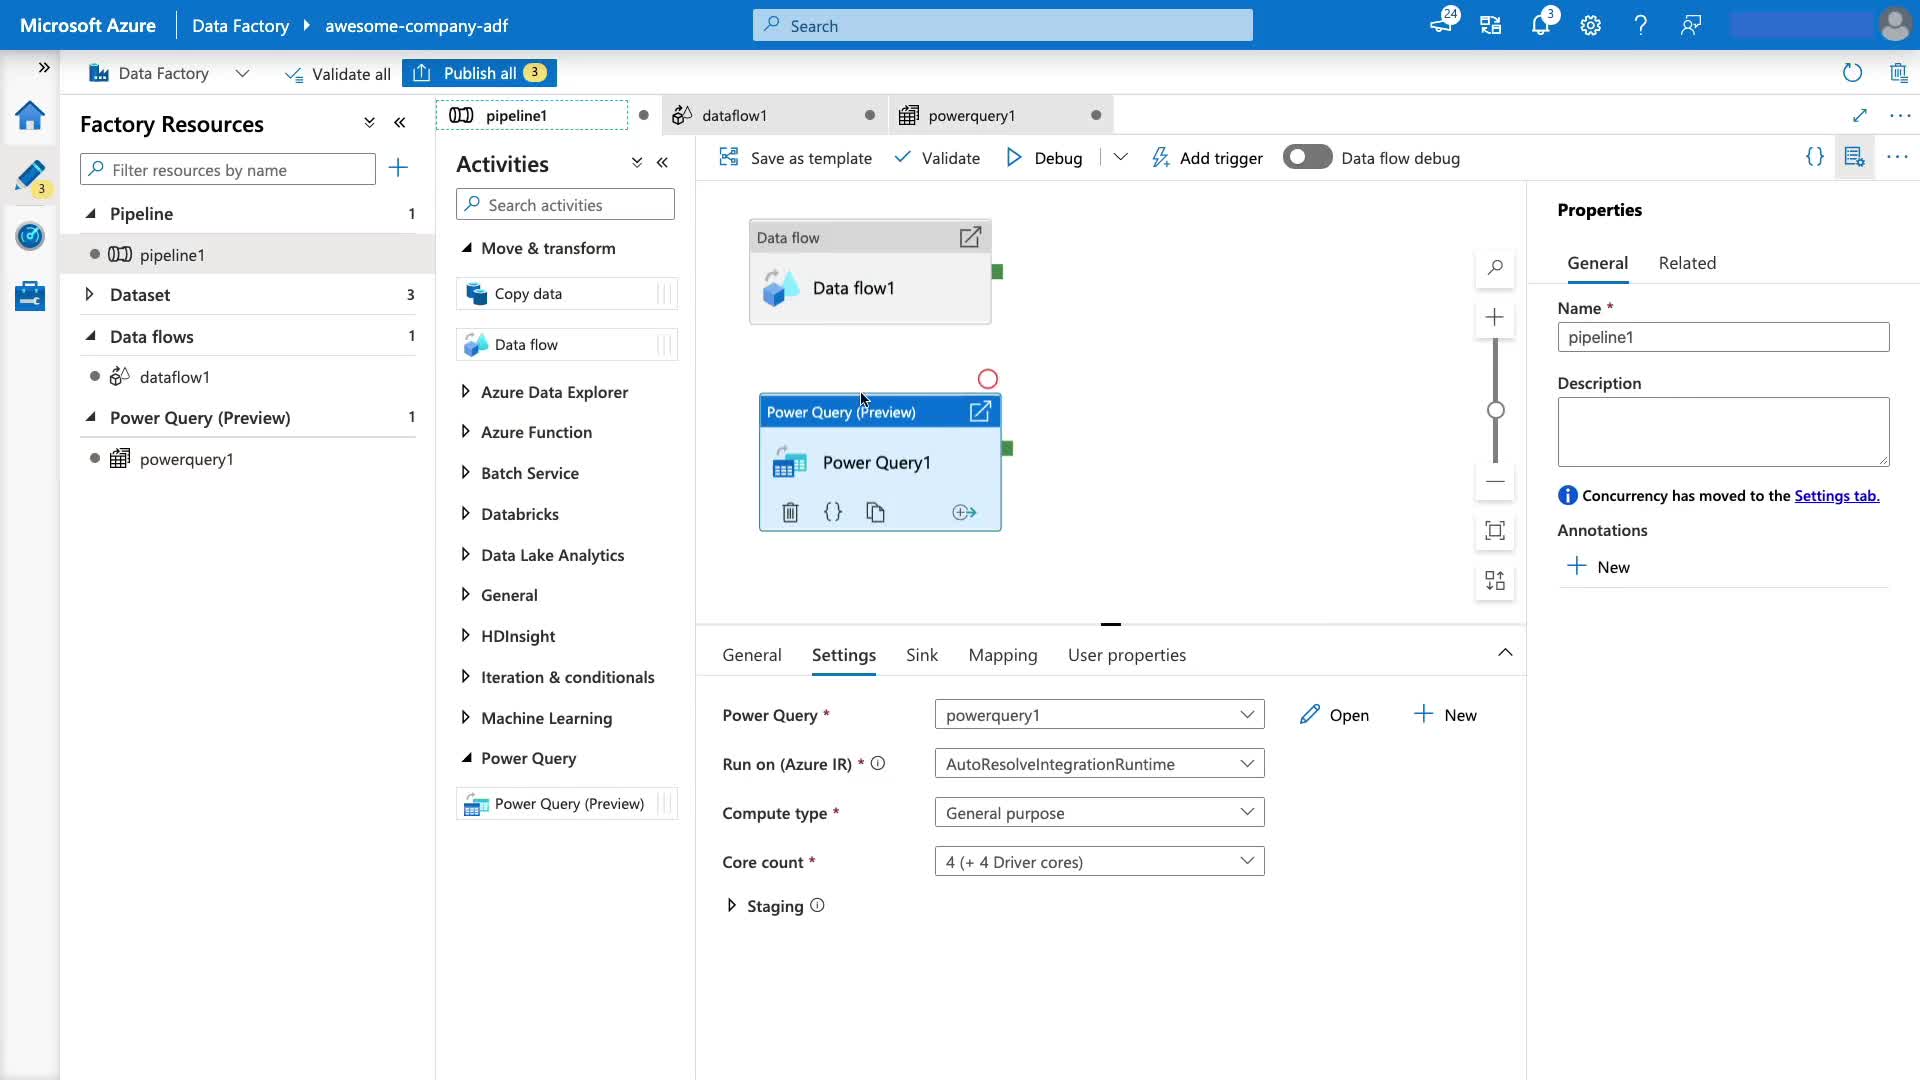 Microsoft Azure
Data Factory
awesome-company-adf
Search
24
3
Data Factory
Validate all
Publish all
3
Factory Resources
Filter resources by name
3
Pipeline
1
pipeline1
Dataset
3
Data flows
1
dataflow1
Power Query (Preview)
1
powerquery1
pipeline1
dataflow1
powerquery1
Activities
Search activities
Move & transform
Copy data
Data flow
Azure Data Explorer
Azure Function
Batch Service
Databricks
Data Lake Analytics
General
HDInsight
Iteration & conditionals
Machine Learning
Power Query
Power Query (Preview)
Save as template
Validate
Debug
Add trigger
Data flow debug
Data flow
Data flow1
Power Query (Preview)
Power Query1
General
Settings
Sink
Mapping
User properties
Power Query *
powerquery1
Open
New
Run on (Azure IR) *
AutoResolveIntegrationRuntime
Compute type *
General purpose
Core count *
4 (+ 4 Driver cores)
Staging
Properties
General
Related
Name *
pipeline1
Description
Concurrency has moved to the Settings tab.
Annotations
New